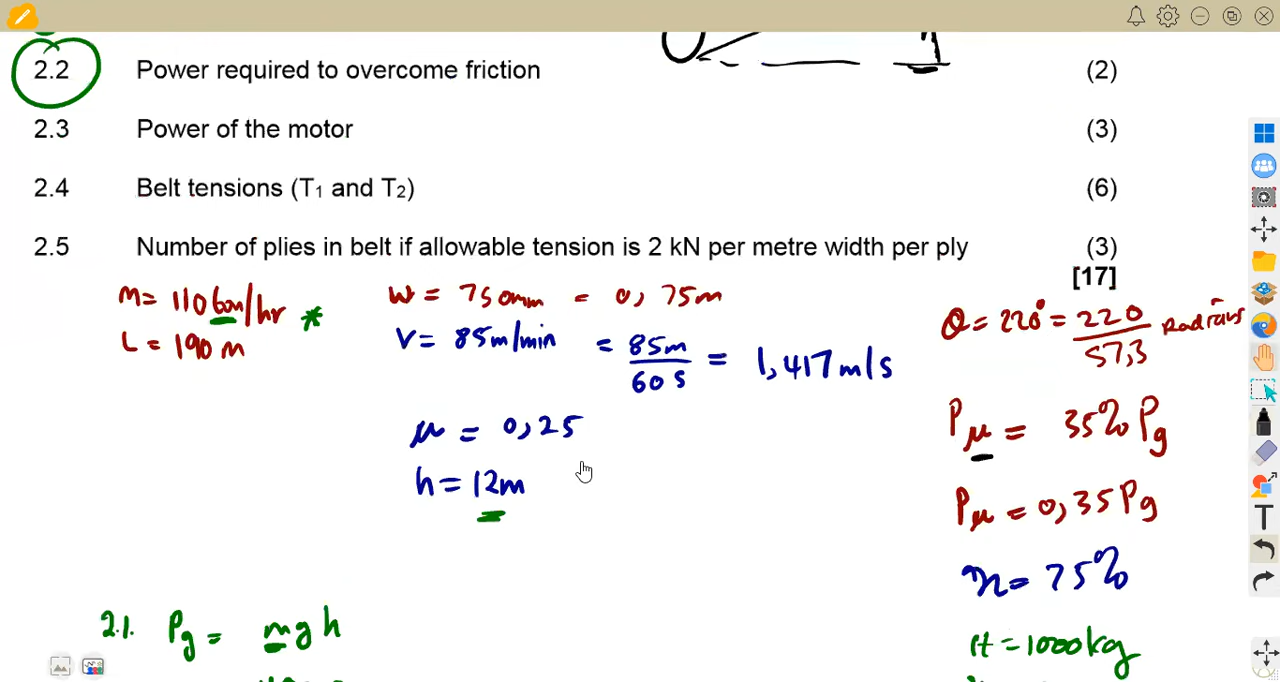 2.2 Power required to overcome friction (2)
2.3 Power of the motor (3)
2.4 Belt tensions (T₁ and T₂) (6)
2.5 Number of plies in belt if allowable tension is 2 kN per metre width per ply (3)
[17]
M= 110 ton/hr *
L = 190 m
W = 750mm = 0,75m
V = 85m/min = 85m/60 s = 1,417 m/s
μ = 0,25
h = 12m
θ = 220° = 220/57,3 Radians
Pμ = 35% Pg
Pμ = 0,35 Pg
η = 75%
1t = 1000kg
2.1. Pg = mgh